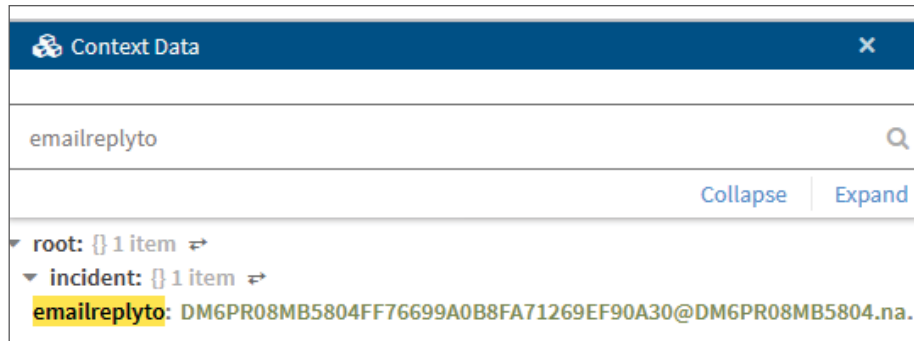 Context Data ×
emailreplyto
Collapse Expand
root: {} 1 item
incident: {} 1 item
emailreplyto: DM6PR08MB5804FF76699A0B8FA71269EF90A30@DM6PR08MB5804.na.